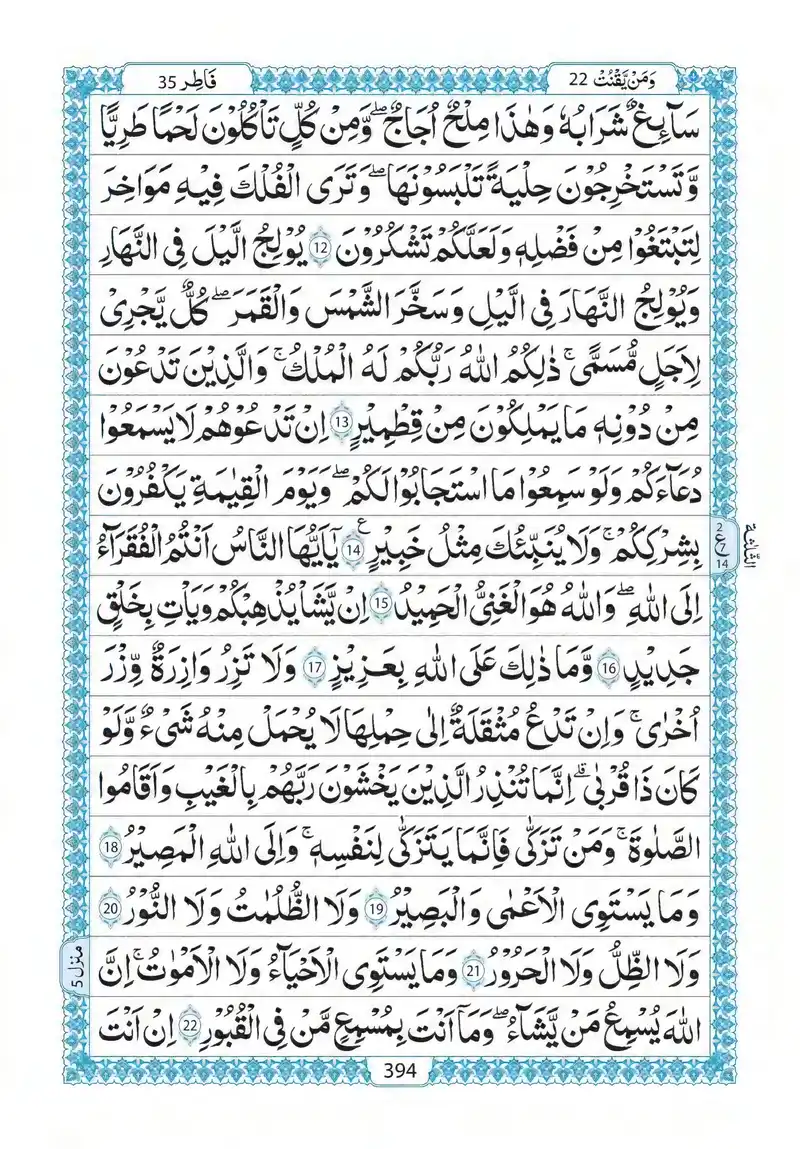 وَمَنْ يَّقْنُتْ 22
فَاطِر 35
سَآئِغٌ شَرَابُهٗ وَهٰذَا مِلْحٌ اُجَاجٌ ؕ وَمِنْ كُلٍّ تَاْكُلُوْنَ لَحْمًا طَرِيًّا
وَّتَسْتَخْرِجُوْنَ حِلْيَةً تَلْبَسُوْنَهَا ۖ وَتَرَى الْفُلْكَ فِيْهِ مَوَاخِرَ
لِتَبْتَغُوْا مِنْ فَضْلِهٖ وَلَعَلَّكُمْ تَشْكُرُوْنَ 12 يُوْلِجُ الَّيْلَ فِى النَّهَارِ
وَيُوْلِجُ النَّهَارَ فِى الَّيْلِ وَسَخَّرَ الشَّمْسَ وَالْقَمَرَ ۖ كُلٌّ يَّجْرِىْ
لِاَجَلٍ مُّسَمًّى ۚ ذٰلِكُمُ اللّٰهُ رَبُّكُمْ لَهُ الْمُلْكُ ۚ وَالَّذِيْنَ تَدْعُوْنَ
مِنْ دُوْنِهٖ مَا يَمْلِكُوْنَ مِنْ قِطْمِيْرٍ 13 اِنْ تَدْعُوْهُمْ لَا يَسْمَعُوْا
دُعَآءَكُمْ وَلَوْ سَمِعُوْا مَا اسْتَجَابُوْا لَكُمْ ۖ وَيَوْمَ الْقِيٰمَةِ يَكْفُرُوْنَ
بِشِرْكِكُمْ ۚ وَلَا يُنَبِّئُكَ مِثْلُ خَبِيْرٍ 14 ع يٰۤاَيُّهَا النَّاسُ اَنْتُمُ الْفُقَرَآءُ
اِلَى اللّٰهِ ۖ وَاللّٰهُ هُوَ الْغَنِىُّ الْحَمِيْدُ 15 اِنْ يَّشَاْ يُذْهِبْكُمْ وَيَاْتِ بِخَلْقٍ
جَدِيْدٍ 16 وَّمَا ذٰلِكَ عَلَى اللّٰهِ بِعَزِيْزٍ 17 وَلَا تَزِرُ وَازِرَةٌ وِّزْرَ
اُخْرٰى ۚ وَاِنْ تَدْعُ مُثْقَلَةٌ اِلٰى حِمْلِهَا لَا يُحْمَلْ مِنْهُ شَىْءٌ وَّلَوْ
كَانَ ذَا قُرْبٰى ۗ اِنَّمَا تُنْذِرُ الَّذِيْنَ يَخْشَوْنَ رَبَّهُمْ بِالْغَيْبِ وَاَقَامُوا
الصَّلٰوةَ ۚ وَمَنْ تَزَكّٰى فَاِنَّمَا يَتَزَكّٰى لِنَفْسِهٖ ۚ وَاِلَى اللّٰهِ الْمَصِيْرُ 18
وَمَا يَسْتَوِى الْاَعْمٰى وَالْبَصِيْرُ 19 وَلَا الظُّلُمٰتُ وَلَا النُّوْرُ 20
وَلَا الظِّلُّ وَلَا الْحَرُوْرُ 21 وَمَا يَسْتَوِى الْاَحْيَآءُ وَلَا الْاَمْوٰتُ ۚ اِنَّ
اللّٰهَ يُسْمِعُ مَنْ يَّشَآءُ ۖ وَمَاۤ اَنْتَ بِمُسْمِعٍ مَّنْ فِى الْقُبُوْرِ 22 اِنْ اَنْتَ
2
ع 7
14
الثّالثة
منزل 5
394